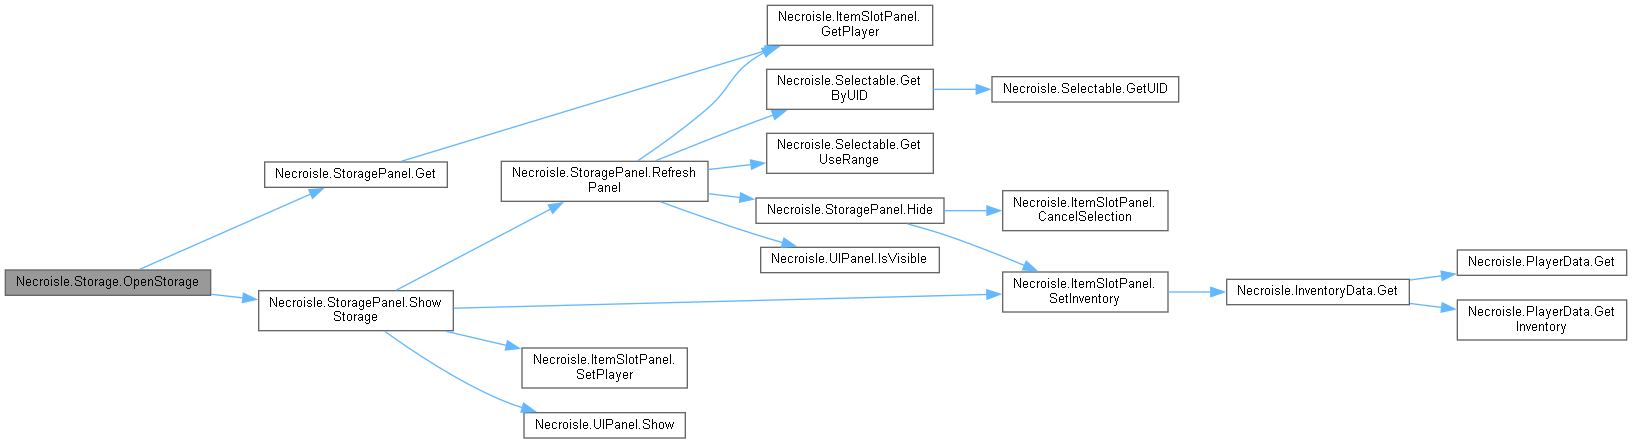 Necroisle.Storage.OpenStorage
Necroisle.StoragePanel.Get
Necroisle.StoragePanel.Show
Storage
Necroisle.StoragePanel.Refresh
Panel
Necroisle.ItemSlotPanel.
SetPlayer
Necroisle.UIPanel.Show
Necroisle.ItemSlotPanel.
GetPlayer
Necroisle.Selectable.Get
ByUID
Necroisle.Selectable.Get
UseRange
Necroisle.StoragePanel.Hide
Necroisle.UIPanel.IsVisible
Necroisle.Selectable.GetUID
Necroisle.ItemSlotPanel.
CancelSelection
Necroisle.ItemSlotPanel.
SetInventory
Necroisle.InventoryData.Get
Necroisle.PlayerData.Get
Necroisle.PlayerData.Get
Inventory